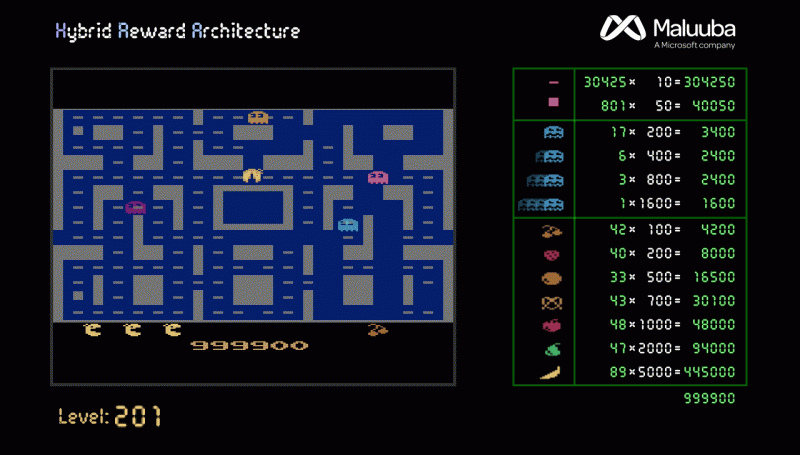 Hybrid Reward Architecture
Maluuba
A Microsoft company
30425× 10=304250
801× 50= 40050
17× 200= 3400
6× 400= 2400
3× 800= 2400
1×1600= 1600
42× 100= 4200
40× 200= 8000
33× 500= 16500
43× 700= 30100
48×1000= 48000
47×2000= 94000
89×5000=445000
999900
999900
Level: 201